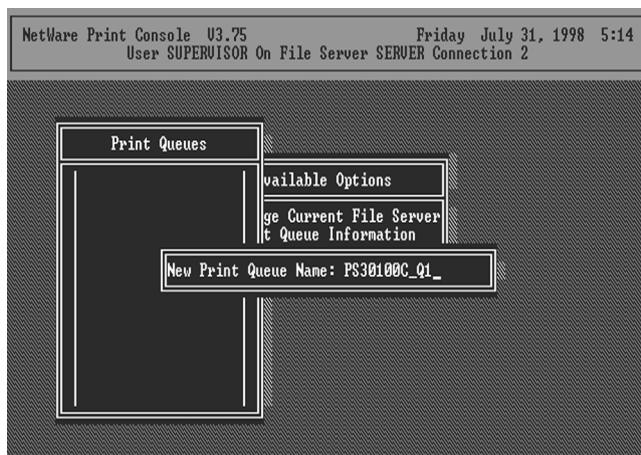 NetWare Print Console  V3.75                    Friday  July 31, 1998  5:14
User SUPERVISOR On File Server SERVER Connection 2
Print Queues
vailable Options
ge Current File Server
t Queue Information
New Print Queue Name: PS30100C_Q1_